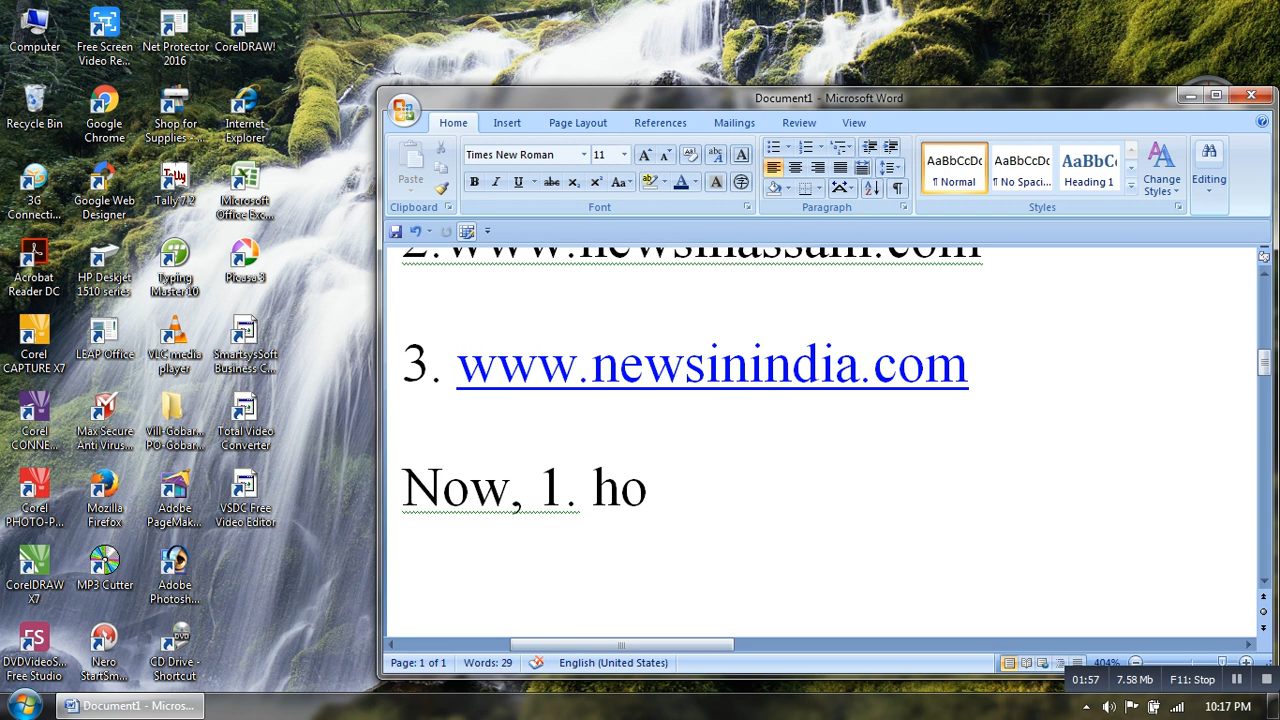 Computer
Free Screen Video Re...
Net Protector 2016
CorelDRAW!
Recycle Bin
Google Chrome
Shop for Supplies - ...
Internet Explorer
3G Connecti...
Google Web Designer
Tally 7.2
Microsoft Office Exc...
Acrobat Reader DC
HP Deskjet 1510 series
Typing Master 10
Picasa 3
Corel CAPTURE X7
LEAP Office
VLC media player
SmartsysSoft Business C...
Corel CONNE...
Max Secure Anti Virus...
Vill-Gobar... PO-Gobar...
Total Video Converter
Corel PHOTO-P...
Mozilla Firefox
Adobe PageMak...
VSDC Free Video Editor
CorelDRAW X7
MP3 Cutter
Adobe Photosh...
DVDVideoS... Free Studio
Nero StartSm...
CD Drive - Shortcut
Document1 - Microsoft Word
Home Insert Page Layout References Mailings Review View
Times New Roman 11
Paste
AaBbCcDc AaBbCcDc AaBbCc
¶ Normal ¶ No Spaci... Heading 1
Change Styles
Editing
Clipboard Font Paragraph Styles
3. www.newsinindia.com
Now, 1. ho
Page: 1 of 1 Words: 29 English (United States) 404%
01:57 7.58 Mb F11: Stop
Document1 - Micros...
10:17 PM